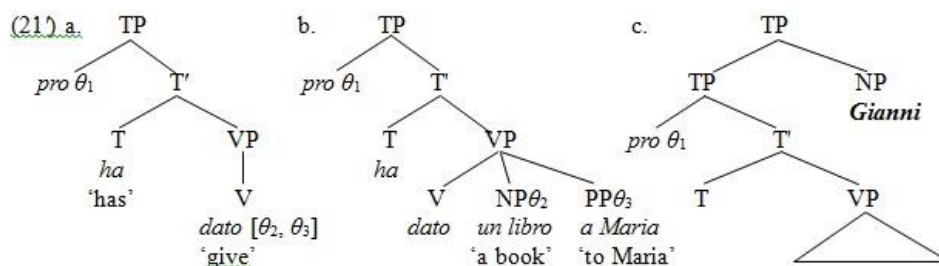 (21') a. TP b. TP c. TP
pro θ₁ T′ pro θ₁ T' TP NP
Gianni
T VP T VP pro θ₁ T'
ha ha
'has' V V NPθ₂ PPθ₃ T VP
dato [θ₂, θ₃] dato un libro a Maria
'give' 'a book' 'to Maria'